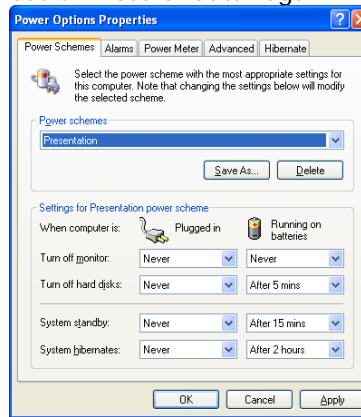 Power Options Properties
Power Schemes Alarms Power Meter Advanced Hibernate
Select the power scheme with the most appropriate settings for
this computer. Note that changing the settings below will modify
the selected scheme.
Power schemes
Presentation
Save As... Delete
Settings for Presentation power scheme
When computer is: Plugged in Running on
batteries
Turn off monitor: Never Never
Turn off hard disks: Never After 5 mins
System standby: Never After 15 mins
System hibernates: Never After 2 hours
OK Cancel Apply